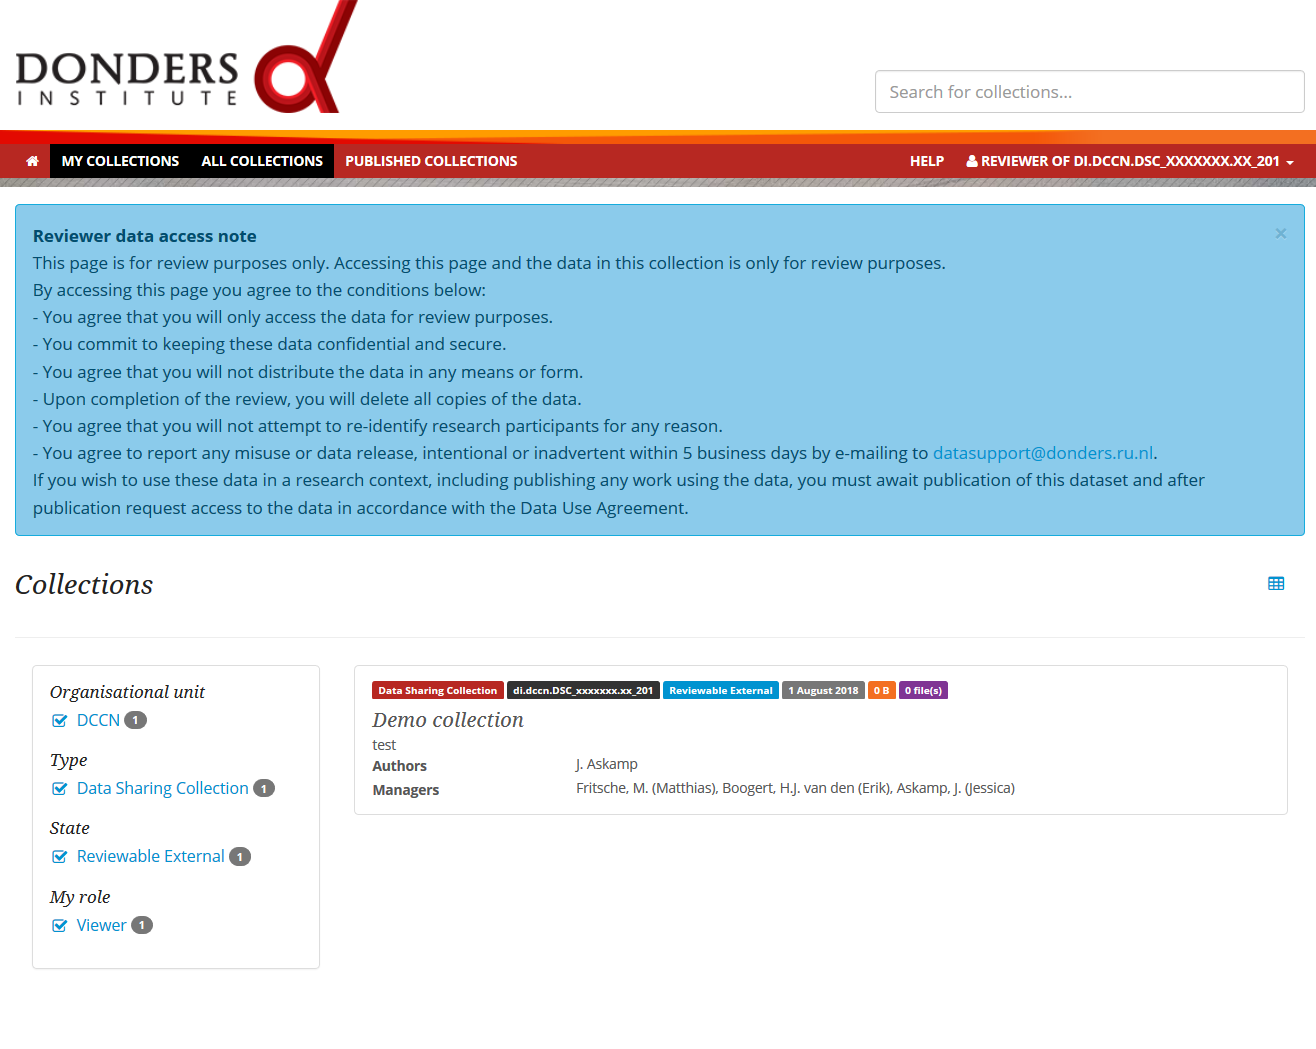 DONDERS
INSTITUTE
Search for collections...
MY COLLECTIONS ALL COLLECTIONS PUBLISHED COLLECTIONS HELP REVIEWER OF DI.DCCN.DSC_XXXXXXX.XX_201
Reviewer data access note ×
This page is for review purposes only. Accessing this page and the data in this collection is only for review purposes.
By accessing this page you agree to the conditions below:
- You agree that you will only access the data for review purposes.
- You commit to keeping these data confidential and secure.
- You agree that you will not distribute the data in any means or form.
- Upon completion of the review, you will delete all copies of the data.
- You agree that you will not attempt to re-identify research participants for any reason.
- You agree to report any misuse or data release, intentional or inadvertent within 5 business days by e-mailing to datasupport@donders.ru.nl.
If you wish to use these data in a research context, including publishing any work using the data, you must await publication of this dataset and after
publication request access to the data in accordance with the Data Use Agreement.
Collections
Organisational unit
DCCN 1
Type
Data Sharing Collection 1
State
Reviewable External 1
My role
Viewer 1
Data Sharing Collection di.dccn.DSC_xxxxxxx.xx_201 Reviewable External 1 August 2018 0 B 0 file(s)
Demo collection
test
Authors J. Askamp
Managers Fritsche, M. (Matthias), Boogert, H.J. van den (Erik), Askamp, J. (Jessica)